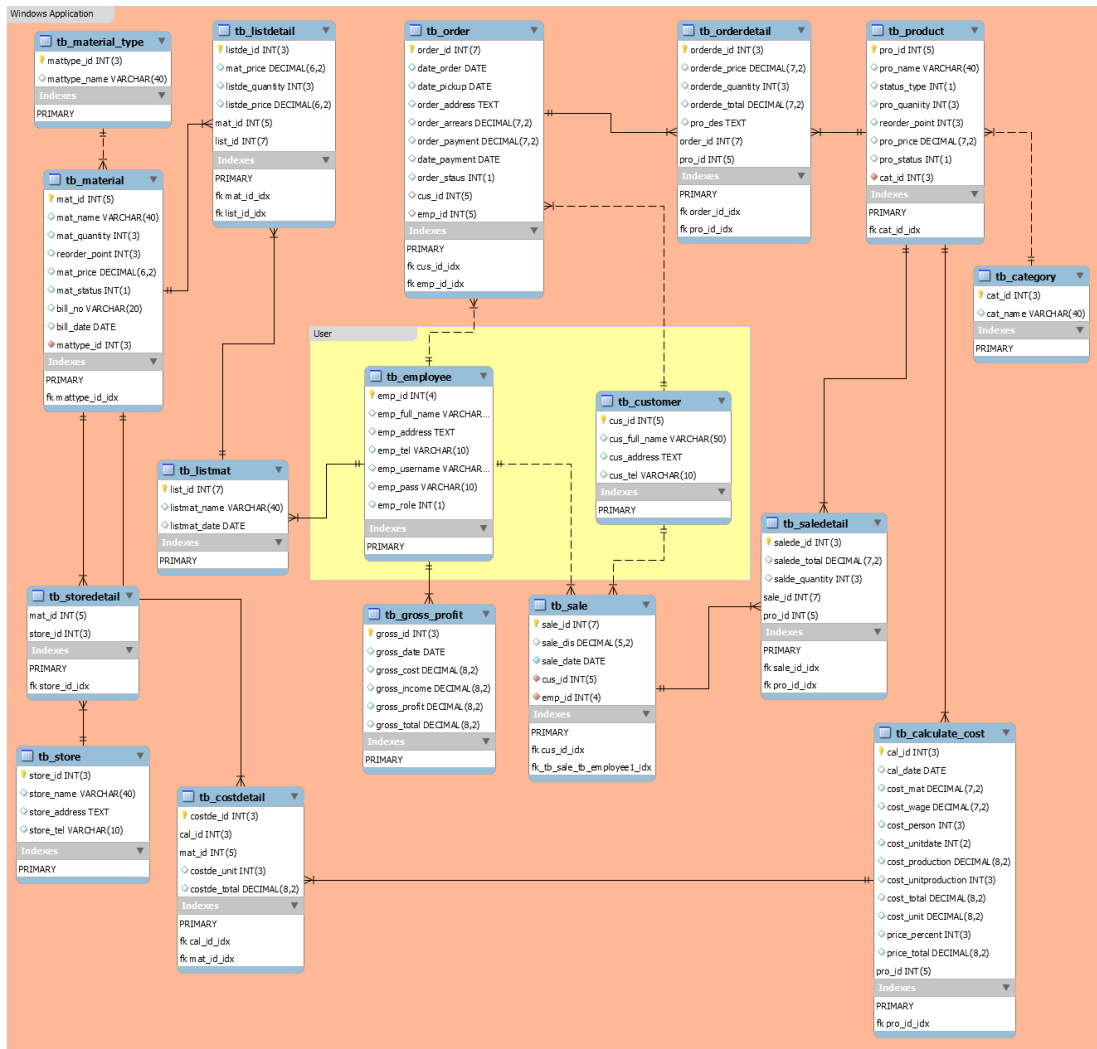 Windows Application
tb_material_type
mattype_id INT(3)
mattype_name VARCHAR(40)
Indexes
PRIMARY
tb_listdetail
listde_id INT(3)
mat_price DECIMAL(6,2)
listde_quantity INT(3)
listde_price DECIMAL(6,2)
mat_id INT(5)
list_id INT(7)
Indexes
PRIMARY
fk mat_id_idx
fk list_id_idx
tb_order
order_id INT(7)
date_order DATE
date_pickup DATE
order_address TEXT
order_arrears DECIMAL(7,2)
order_payment DECIMAL(7,2)
date_payment DATE
order_staus INT(1)
cus_id INT(5)
emp_id INT(5)
Indexes
PRIMARY
fk cus_id_idx
fk emp_id_idx
tb_orderdetail
orderde_id INT(3)
orderde_price DECIMAL(7,2)
orderde_quantity INT(3)
orderde_total DECIMAL(7,2)
pro_des TEXT
order_id INT(7)
pro_id INT(5)
Indexes
PRIMARY
fk order_id_idx
fk pro_id_idx
tb_product
pro_id INT(5)
pro_name VARCHAR(40)
status_type INT(1)
pro_quaniity INT(3)
reorder_point INT(3)
pro_price DECIMAL(7,2)
pro_status INT(1)
cat_id INT(3)
Indexes
PRIMARY
fk cat_id_idx
tb_material
mat_id INT(5)
mat_name VARCHAR(40)
mat_quantity INT(3)
reorder_point INT(3)
mat_price DECIMAL(6,2)
mat_status INT(1)
bill_no VARCHAR(20)
bill_date DATE
mattype_id INT(3)
Indexes
PRIMARY
fk mattype_id_idx
tb_category
cat_id INT(3)
cat_name VARCHAR(40)
Indexes
PRIMARY
User
tb_employee
emp_id INT(4)
emp_full_name VARCHAR...
emp_address TEXT
emp_tel VARCHAR(10)
emp_username VARCHAR...
emp_pass VARCHAR(10)
emp_role INT(1)
Indexes
PRIMARY
tb_customer
cus_id INT(5)
cus_full_name VARCHAR(50)
cus_address TEXT
cus_tel VARCHAR(10)
Indexes
PRIMARY
tb_listmat
list_id INT(7)
listmat_name VARCHAR(40)
listmat_date DATE
Indexes
PRIMARY
tb_saledetail
salede_id INT(3)
salede_total DECIMAL(7,2)
salde_quantity INT(3)
sale_id INT(7)
pro_id INT(5)
Indexes
PRIMARY
fk sale_id_idx
fk pro_id_idx
tb_storedetail
mat_id INT(5)
store_id INT(3)
Indexes
PRIMARY
fk store_id_idx
tb_gross_profit
gross_id INT(3)
gross_date DATE
gross_cost DECIMAL(8,2)
gross_income DECIMAL(8,2)
gross_profit DECIMAL(8,2)
gross_total DECIMAL(8,2)
Indexes
PRIMARY
tb_sale
sale_id INT(7)
sale_dis DECIMAL(5,2)
sale_date DATE
cus_id INT(5)
emp_id INT(4)
Indexes
PRIMARY
fk cus_id_idx
fk_tb_sale_tb_employee1_idx
tb_store
store_id INT(3)
store_name VARCHAR(40)
store_address TEXT
store_tel VARCHAR(10)
Indexes
PRIMARY
tb_costdetail
costde_id INT(3)
cal_id INT(3)
mat_id INT(5)
costde_unit INT(3)
costde_total DECIMAL(8,2)
Indexes
PRIMARY
fk cal_id_idx
fk mat_id_idx
tb_calculate_cost
cal_id INT(3)
cal_date DATE
cost_mat DECIMAL(7,2)
cost_wage DECIMAL(7,2)
cost_person INT(3)
cost_unitdate INT(2)
cost_production DECIMAL(8,2)
cost_unitproduction INT(3)
cost_total DECIMAL(8,2)
cost_unit DECIMAL(8,2)
price_percent INT(3)
price_total DECIMAL(8,2)
pro_id INT(5)
Indexes
PRIMARY
fk pro_id_idx